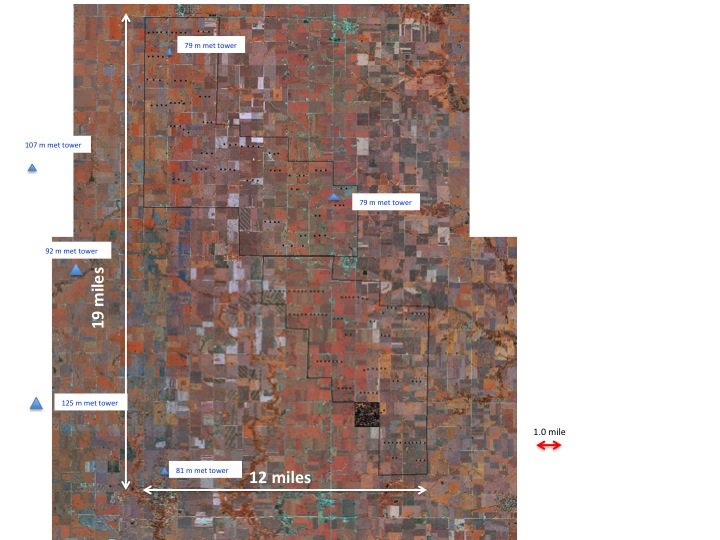 79 m met tower
107 m met tower
79 m met tower
92 m met tower
19 miles
125 m met tower
1.0 mile
81 m met tower
12 miles